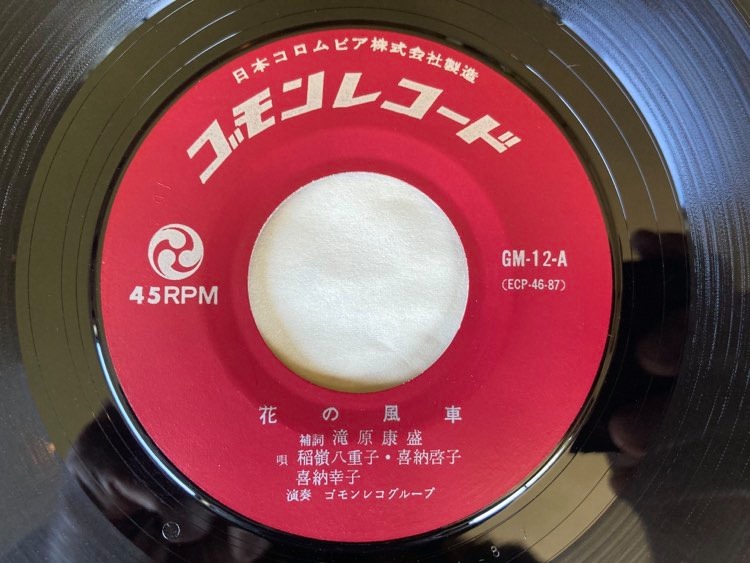 日本コロムビア株式会社製造
ゴモンレコード
GM-12-A
(ECP-46-87)
45RPM
花の風車
補詞 滝原康盛
唄 稲嶺八重子・喜納啓子
喜納幸子
演奏 ゴモンレコグループ
8